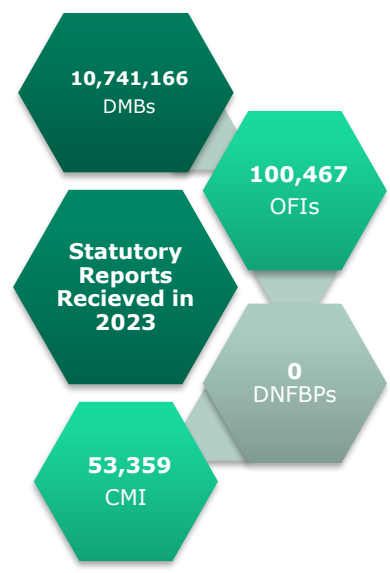 10,741,166
DMBs
100,467
OFIs
Statutory
Reports
Recieved in
2023
0
DNFBPs
53,359
CMI